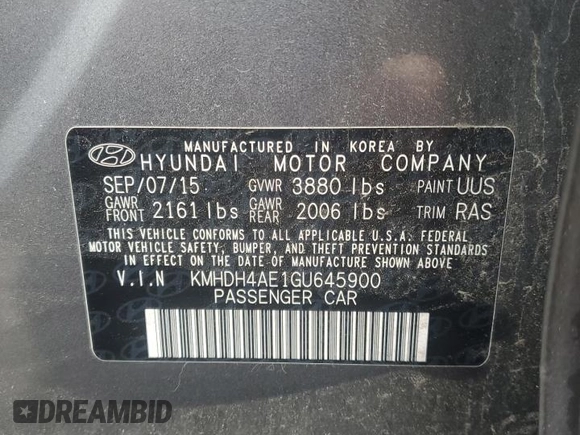 MANUFACTURED IN KOREA BY
HYUNDAI MOTOR COMPANY
SEP/07/15 GVWR 3880 lbs PAINT UUS
GAWR FRONT 2161 lbs GAWR REAR 2006 lbs TRIM RAS
THIS VEHICLE CONFORMS TO ALL APPLICABLE U.S.A. FEDERAL
MOTOR VEHICLE SAFETY, BUMPER, AND THEFT PREVENTION STANDARDS
IN EFFECT ON THE DATE OF MANUFACTURE SHOWN ABOVE.
V.I.N KMHDH4AE1GU645900
PASSENGER CAR
DREAMBID